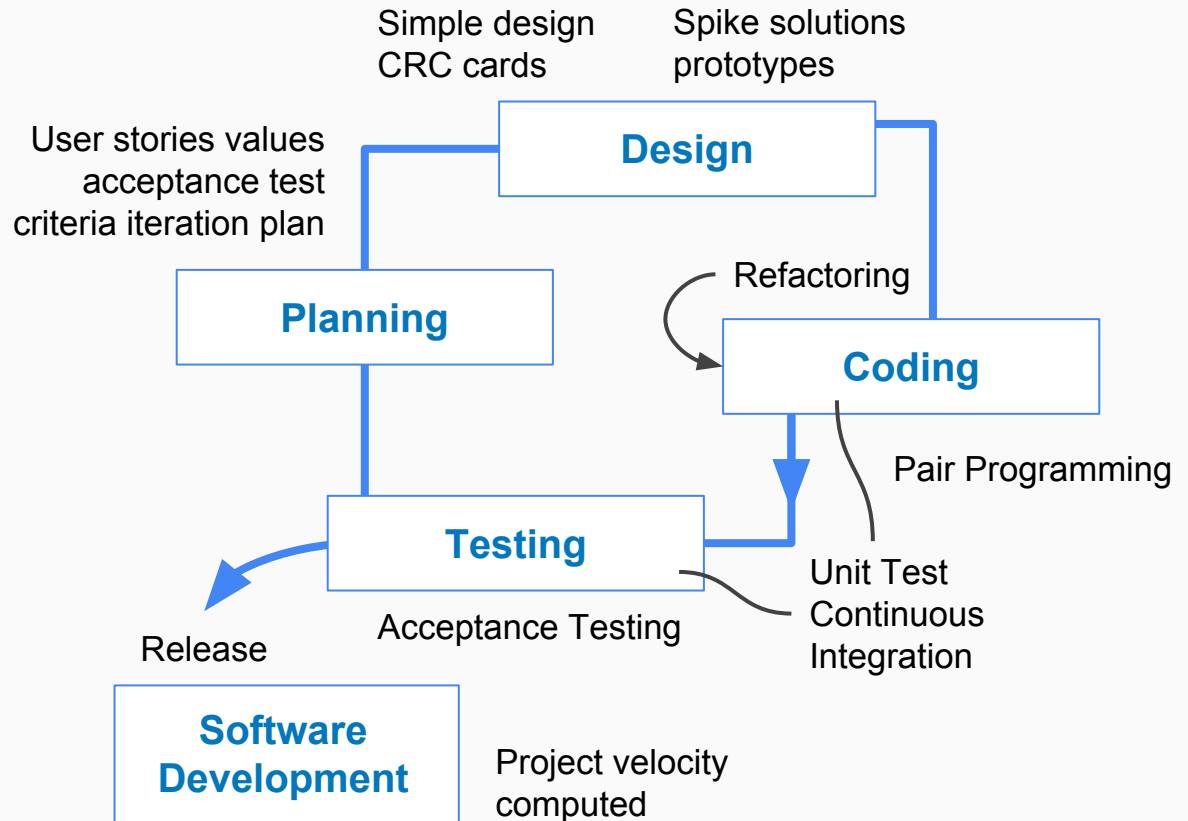 Simple design
CRC cards
Spike solutions
prototypes
Design
User stories values
acceptance test
criteria iteration plan
Refactoring
Planning
Coding
Pair Programming
Testing
Unit Test
Continuous
Integration
Acceptance Testing
Release
Software
Development
Project velocity
computed